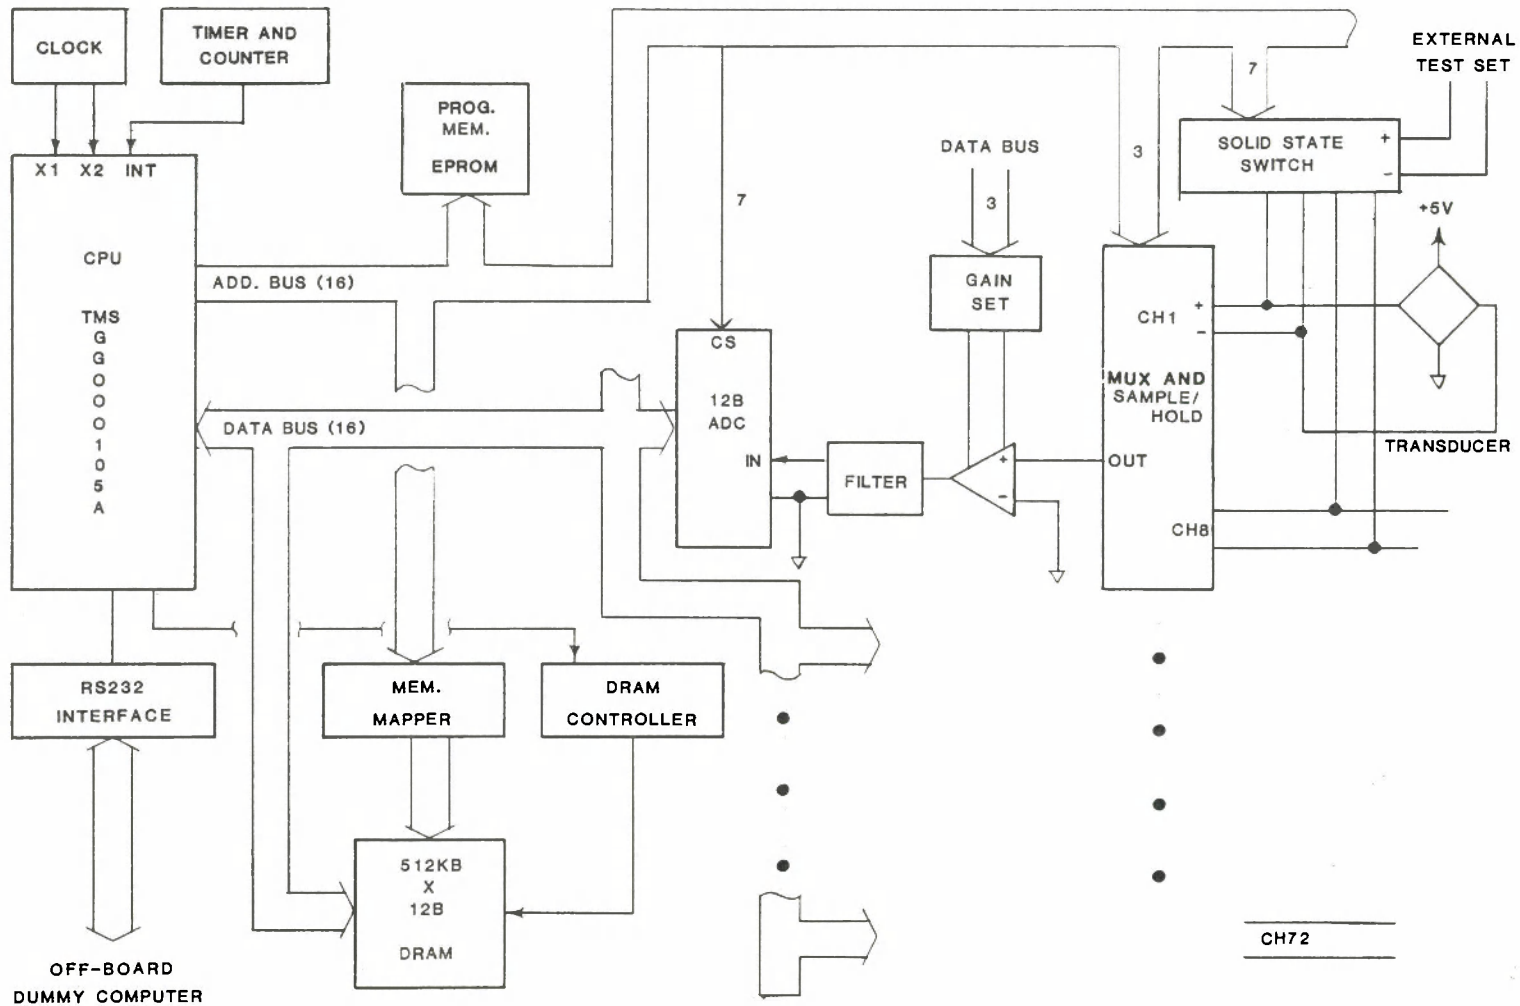 CLOCK
TIMER AND
COUNTER
EXTERNAL
TEST SET
X1 X2 INT
PROG.
MEM.
EPROM
7
SOLID STATE
SWITCH
+
-
DATA BUS
3
3
7
+5V
CPU
ADD. BUS (16)
GAIN
SET
TMS
G
G
0
0
0
1
0
5
A
CS
12B
ADC
IN
CH1
+
-
MUX AND
SAMPLE/
HOLD
DATA BUS (16)
TRANSDUCER
FILTER
+
-
OUT
CH8
RS232
INTERFACE
MEM.
MAPPER
DRAM
CONTROLLER
512KB
X
12B
DRAM
CH72
OFF-BOARD
DUMMY COMPUTER